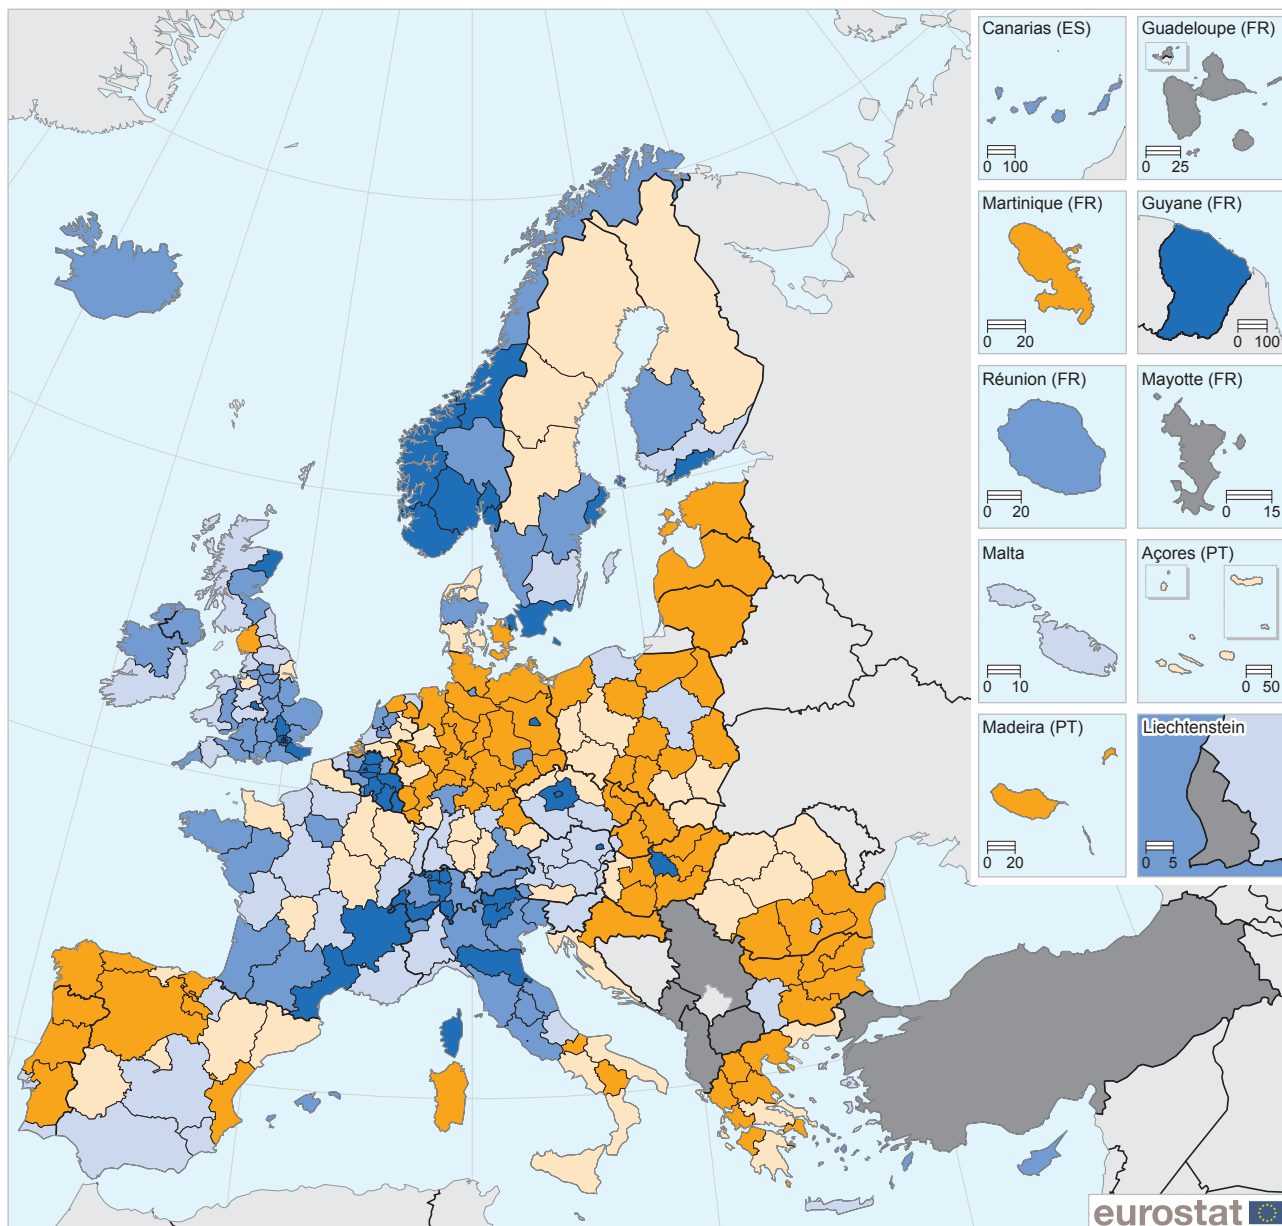 Canarias (ES)
0 100
Guadeloupe (FR)
0 25
Martinique (FR)
0 20
Guyane (FR)
0 100
Réunion (FR)
0 20
Mayotte (FR)
0 15
Malta
0 10
Açores (PT)
0 50
Madeira (PT)
0 20
Liechtenstein
0 5
eurostat